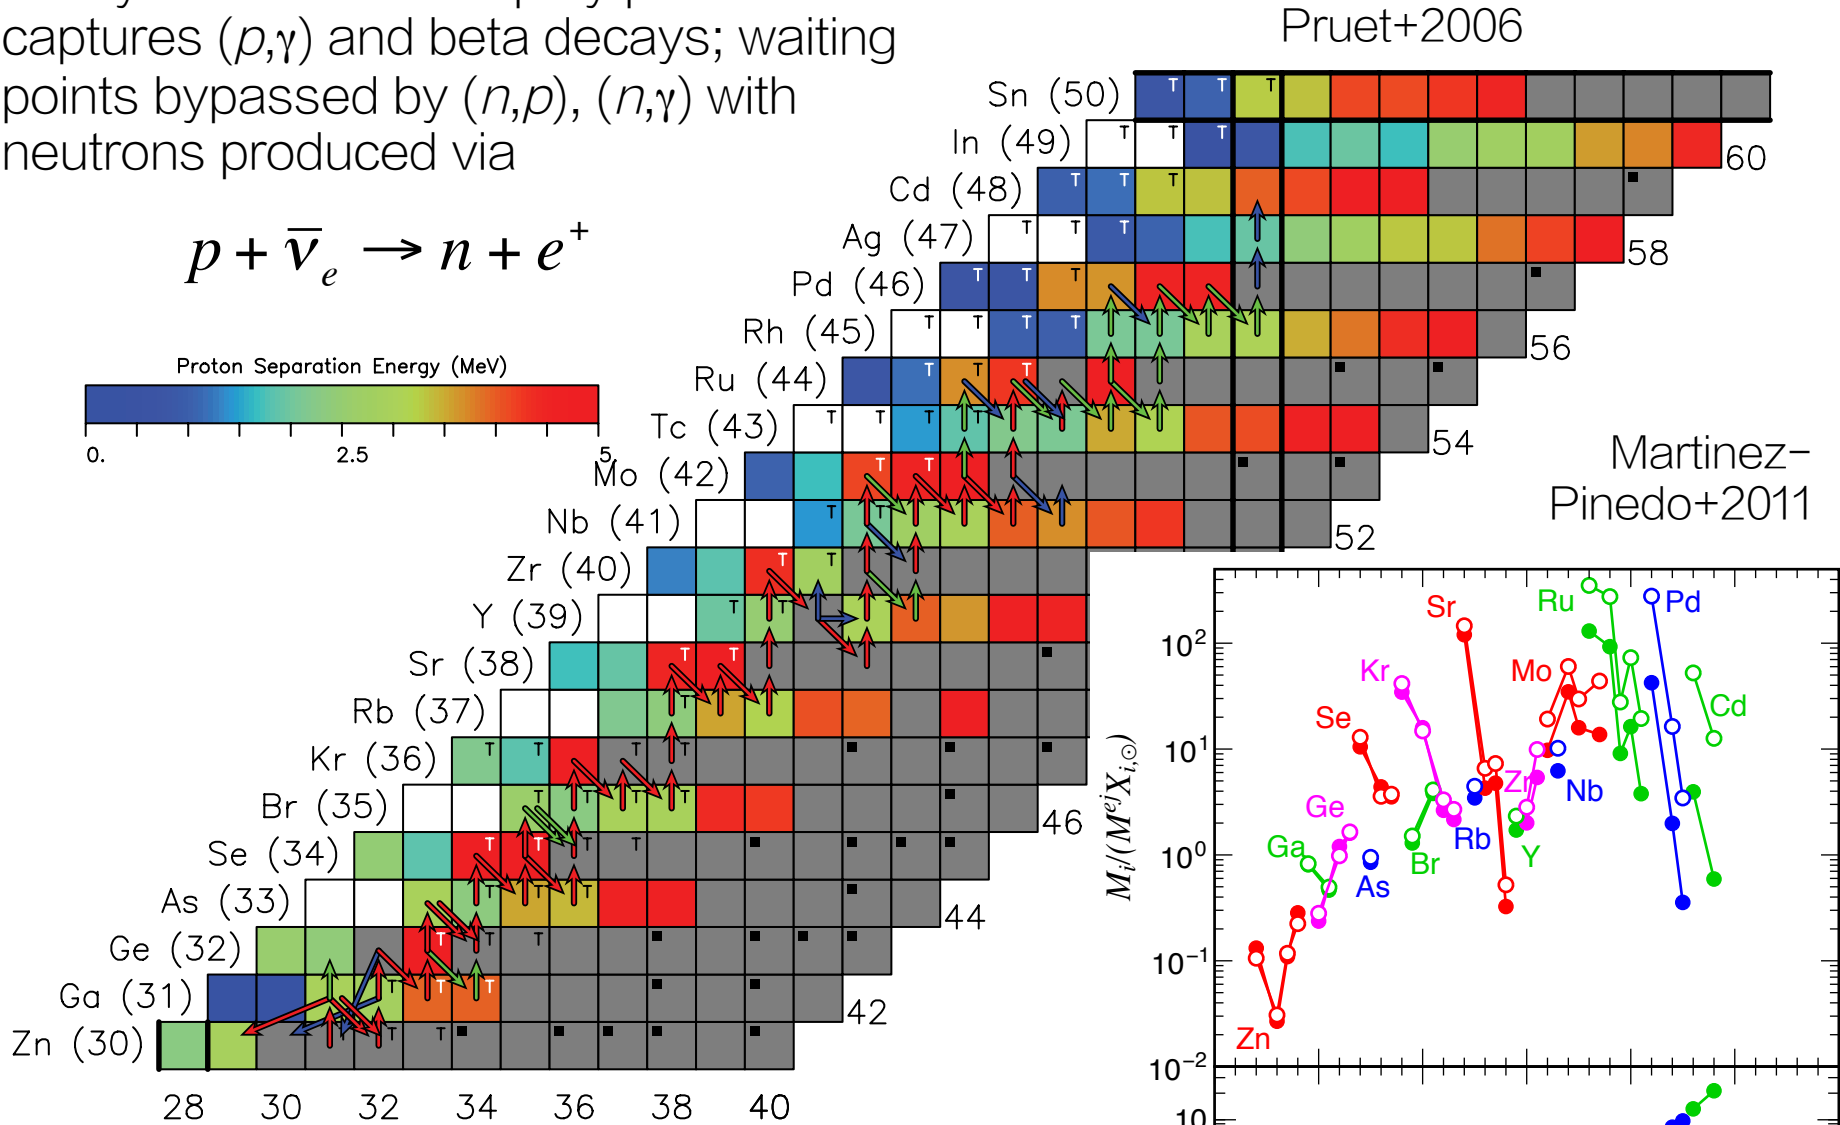 captures (p,γ) and beta decays; waiting
points bypassed by (n,p), (n,γ) with
neutrons produced via
p + ν̅e → n + e⁺
Pruet+2006
Proton Separation Energy (MeV)
0. 2.5 5.
Sn (50)
In (49)
60
Cd (48)
Ag (47)
58
Pd (46)
Rh (45)
56
Ru (44)
Tc (43)
54
Mo (42)
Nb (41)
52
Zr (40)
Y (39)
Sr (38)
Rb (37)
Kr (36)
Br (35)
46
Se (34)
As (33)
44
Ge (32)
Ga (31)
42
Zn (30)
28 30 32 34 36 38 40
Martinez-
Pinedo+2011
Mi/(M^ej Xi,⊙)
10²
10¹
10⁰
10⁻¹
10⁻²
10
Zn
Ga
Ge
As
Se
Br
Kr
Rb
Sr
Y
Zr
Nb
Mo
Ru
Pd
Cd